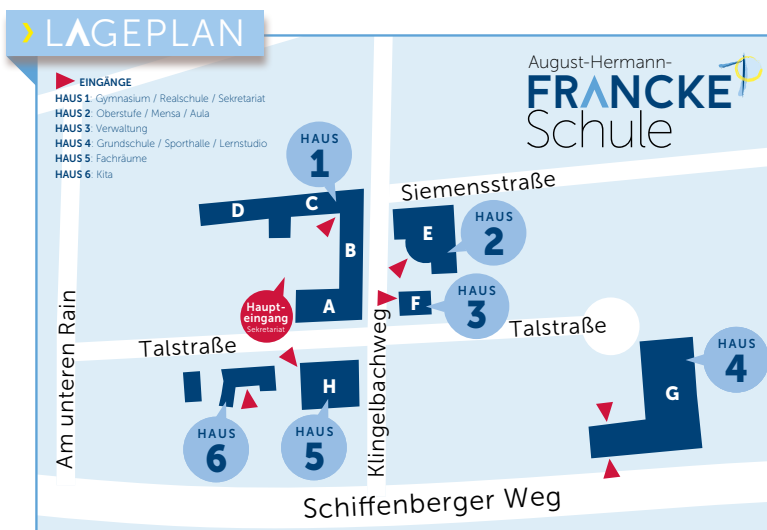 LAGEPLAN
EINGÄNGE
HAUS 1: Gymnasium / Realschule / Sekretariat
HAUS 2: Oberstufe / Mensa / Aula
HAUS 3: Verwaltung
HAUS 4: Grundschule / Sporthalle / Lernstudio
HAUS 5: Fachräume
HAUS 6: Kita
August-Hermann-
FRANCKE
Schule
HAUS
1
Siemensstraße
D
C
B
E
HAUS
2
A
F
HAUS
3
Haupt-
eingang
Sekretariat
Talstraße
Talstraße
Am unteren Rain
Klingelbachweg
HAUS
4
G
H
HAUS
5
HAUS
6
Schiffenberger Weg